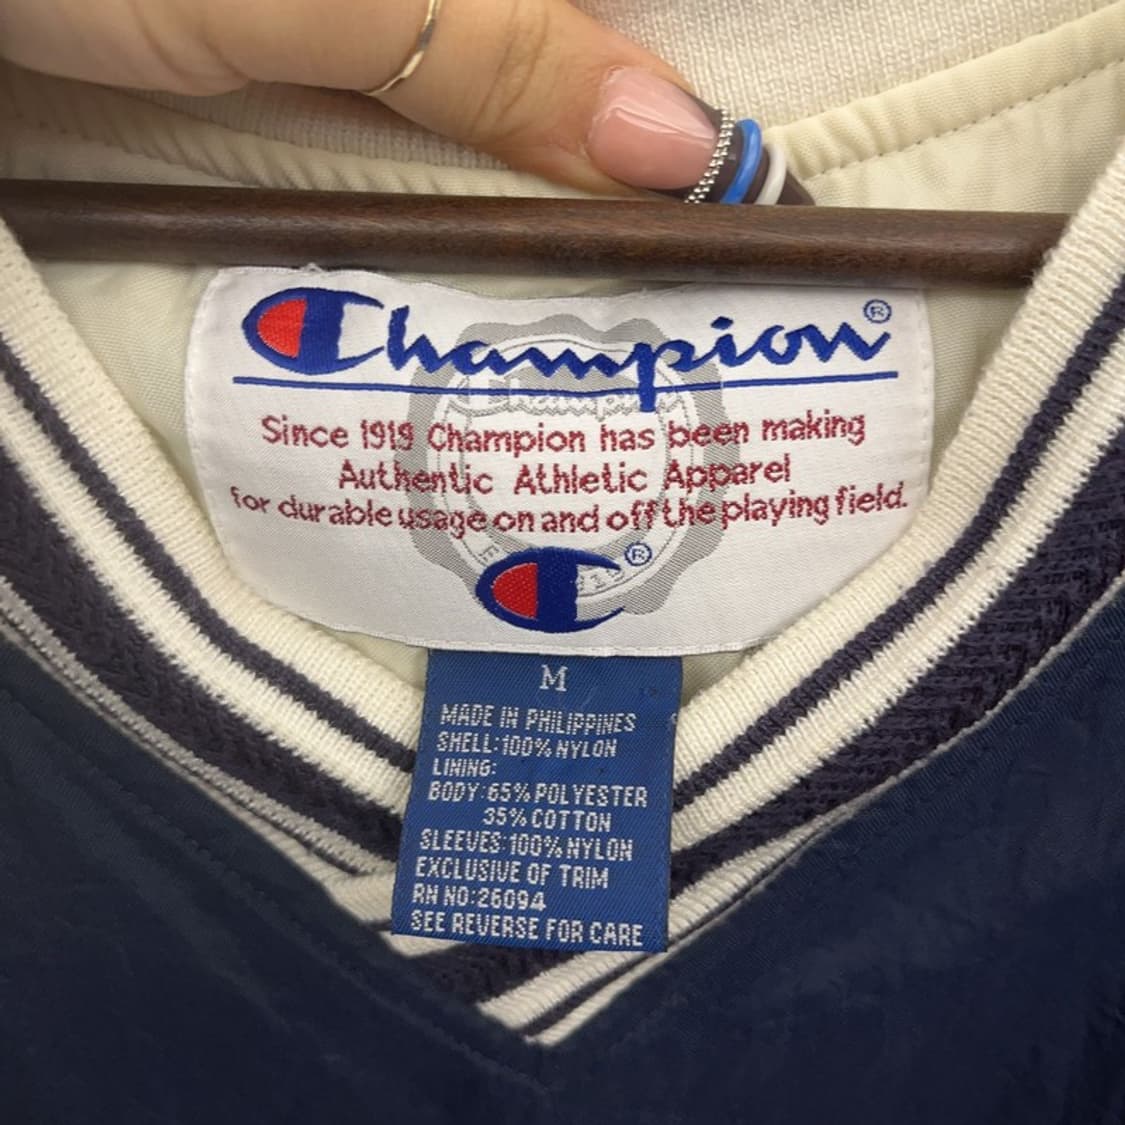 Champion®
Since 1919 Champion has been making
Authentic Athletic Apparel
for durable usage on and off the playing field.
®
M
MADE IN PHILIPPINES
SHELL:100% NYLON
LINING:
BODY:65% POLYESTER
35% COTTON
SLEEVES:100% NYLON
EXCLUSIVE OF TRIM
RN NO:26094
SEE REVERSE FOR CARE